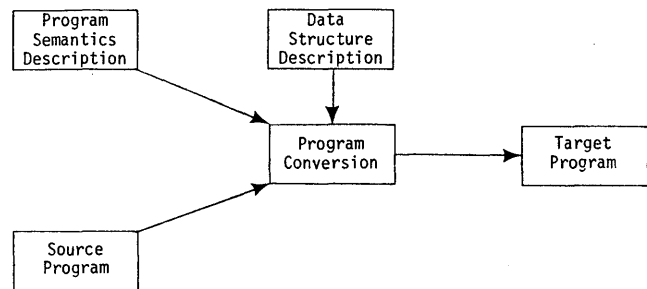 Program
Semantics
Description
Data
Structure
Description
Program
Conversion
Target
Program
Source
Program